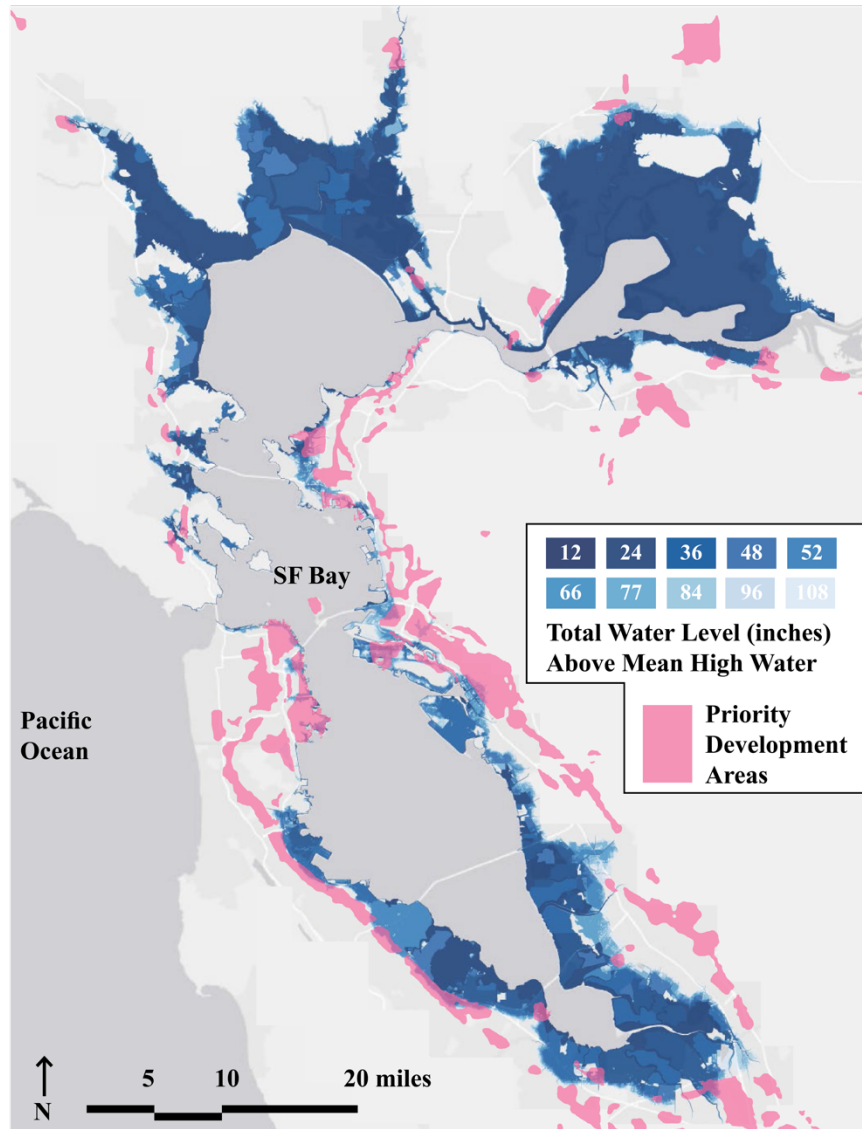 SF Bay
12 24 36 48 52
66 77 84 96 108
Total Water Level (inches)
Above Mean High Water
Priority
Development
Areas
Pacific
Ocean
5 10 20 miles
N